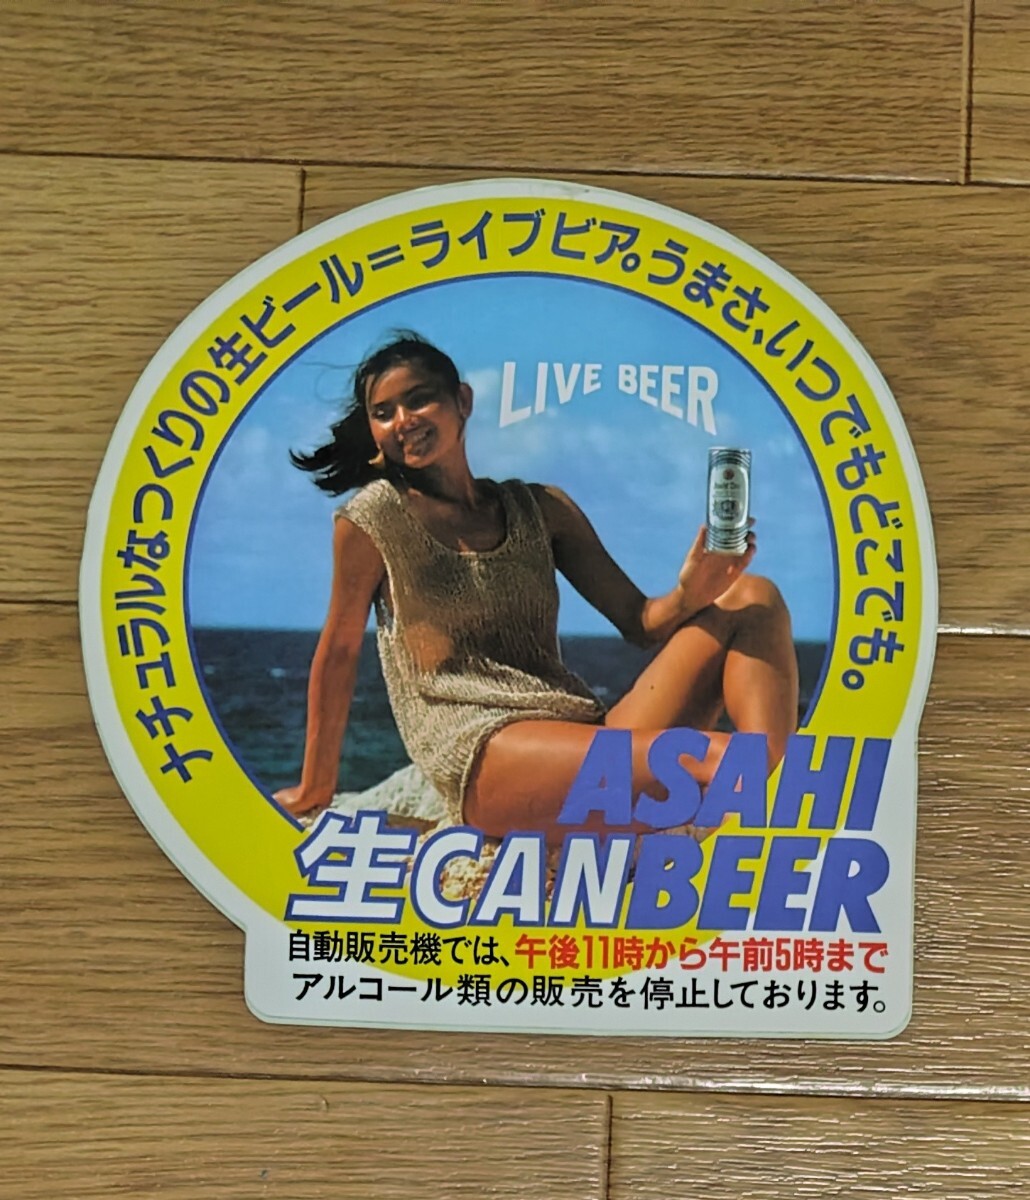 ナチュラルなつくりの生ビール=ライブビア。うまさ、いつでもどこでも。
LIVE BEER
ASAHI
生CANBEER
自動販売機では、午後11時から午前5時まで
アルコール類の販売を停止しております。